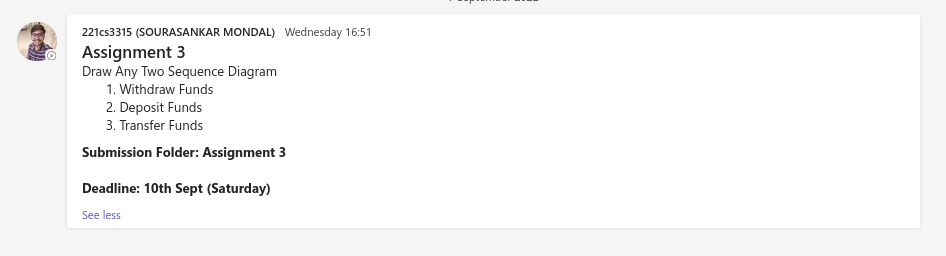 221cs3315 (SOURASANKAR MONDAL) Wednesday 16:51
Assignment 3
Draw Any Two Sequence Diagram
1. Withdraw Funds
2. Deposit Funds
3. Transfer Funds
Submission Folder: Assignment 3
Deadline: 10th Sept (Saturday)
See less